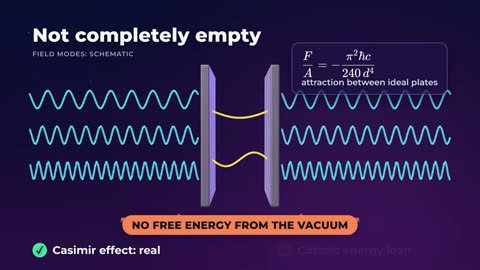 Not completely empty
FIELD MODES: SCHEMATIC
F/A = −π²ħc/240 d⁴
attraction between ideal plates
NO FREE ENERGY FROM THE VACUUM
Casimir effect: real
Cosmic energy loan